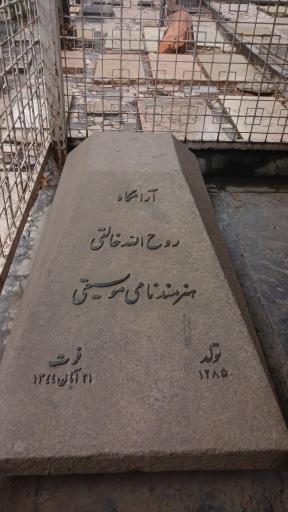 آرامگاه
روح الله خالقی
هنرمند نامی موسیقی
تولد
۱۲۸۵
فوت
۲۱ آبان ۱۳۴۴